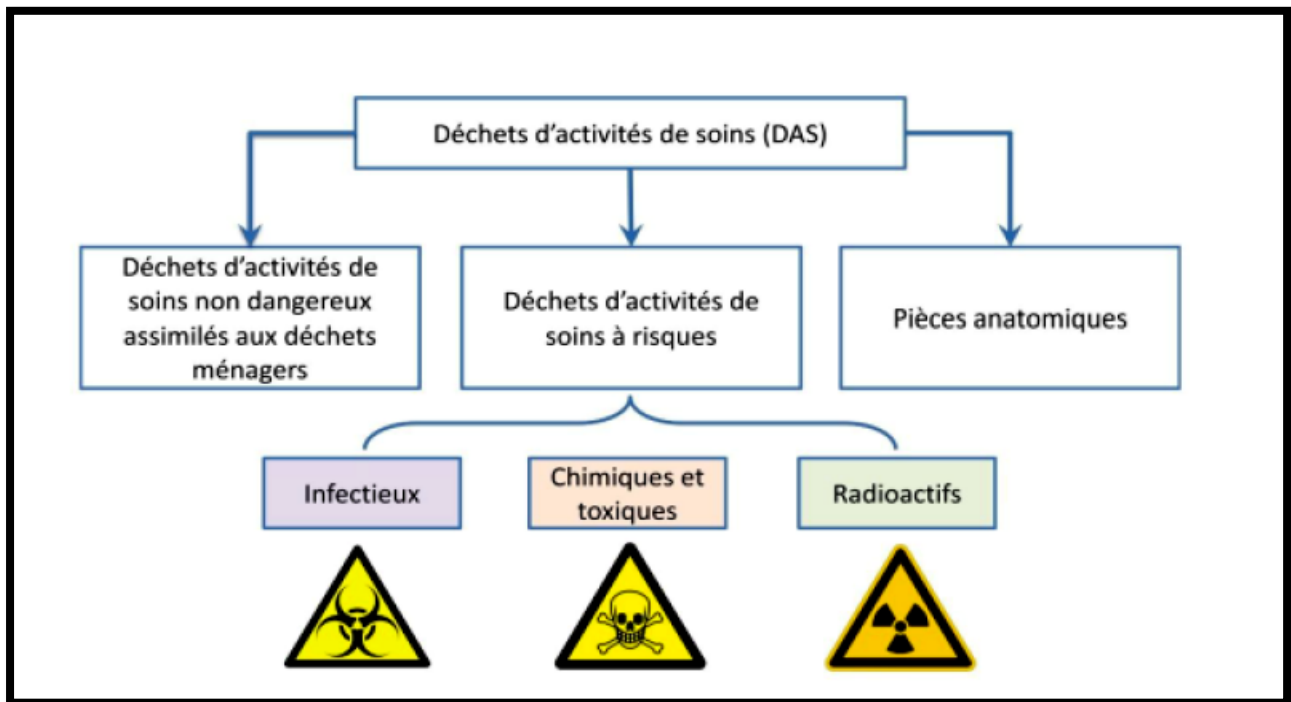 Déchets d'activités de soins (DAS)
Déchets d'activités de
soins non dangereux
assimilés aux déchets
ménagers
Déchets d'activités de
soins à risques
Pièces anatomiques
Infectieux
Chimiques et
toxiques
Radioactifs